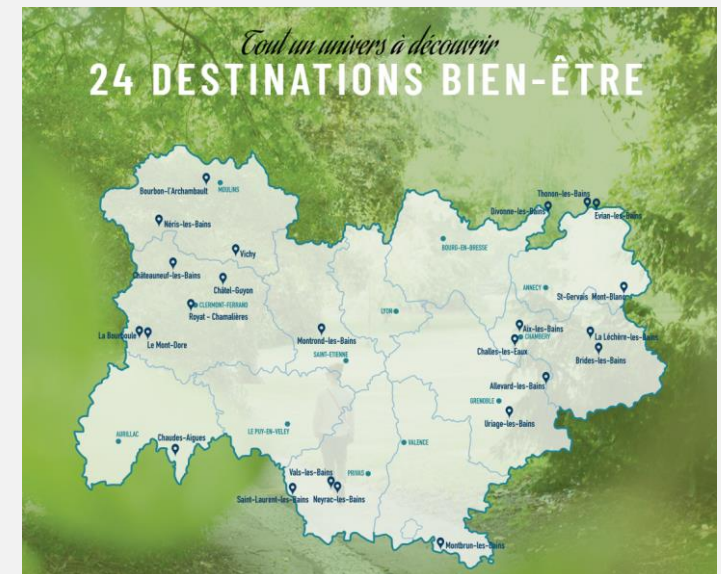 Tout un univers à découvrir
24 DESTINATIONS BIEN-ÊTRE
Bourbon-l'Archambault
MOULINS
Néris-les-Bains
Vichy
Châteauneuf-les-Bains
Châtel-Guyon
CLERMONT-FERRAND
Royat - Chamalières
La Bourboule
Le Mont-Dore
Montrond-les-Bains
SAINT-ETIENNE
LYON
BOURG-EN-BRESSE
Thonon-les-Bains
Divonne-les-Bains
Evian-les-Bains
ANNECY
St-Gervais Mont-Blanc
Aix-les-Bains
CHAMBERY
Challes-les-Eaux
La Léchère-les-Bains
Brides-les-Bains
Allevard-les-Bains
GRENOBLE
Uriage-les-Bains
AURILLAC
Chaudes-Aigues
LE PUY-EN-VELEY
VALENCE
Vals-les-Bains
PRIVAS
Saint-Laurent-les-Bains
Neyrac-les-Bains
Montbrun-les-Bains